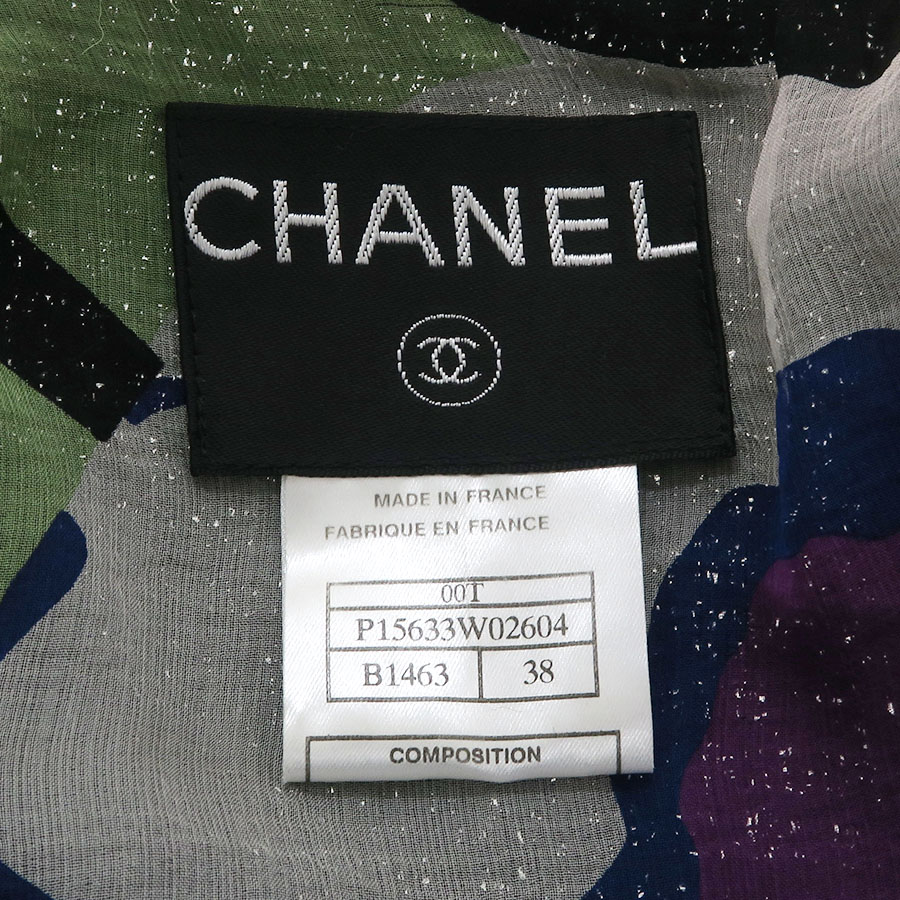 CHANEL
MADE IN FRANCE
FABRIQUE EN FRANCE
00T
P15633W02604
B1463 38
COMPOSITION